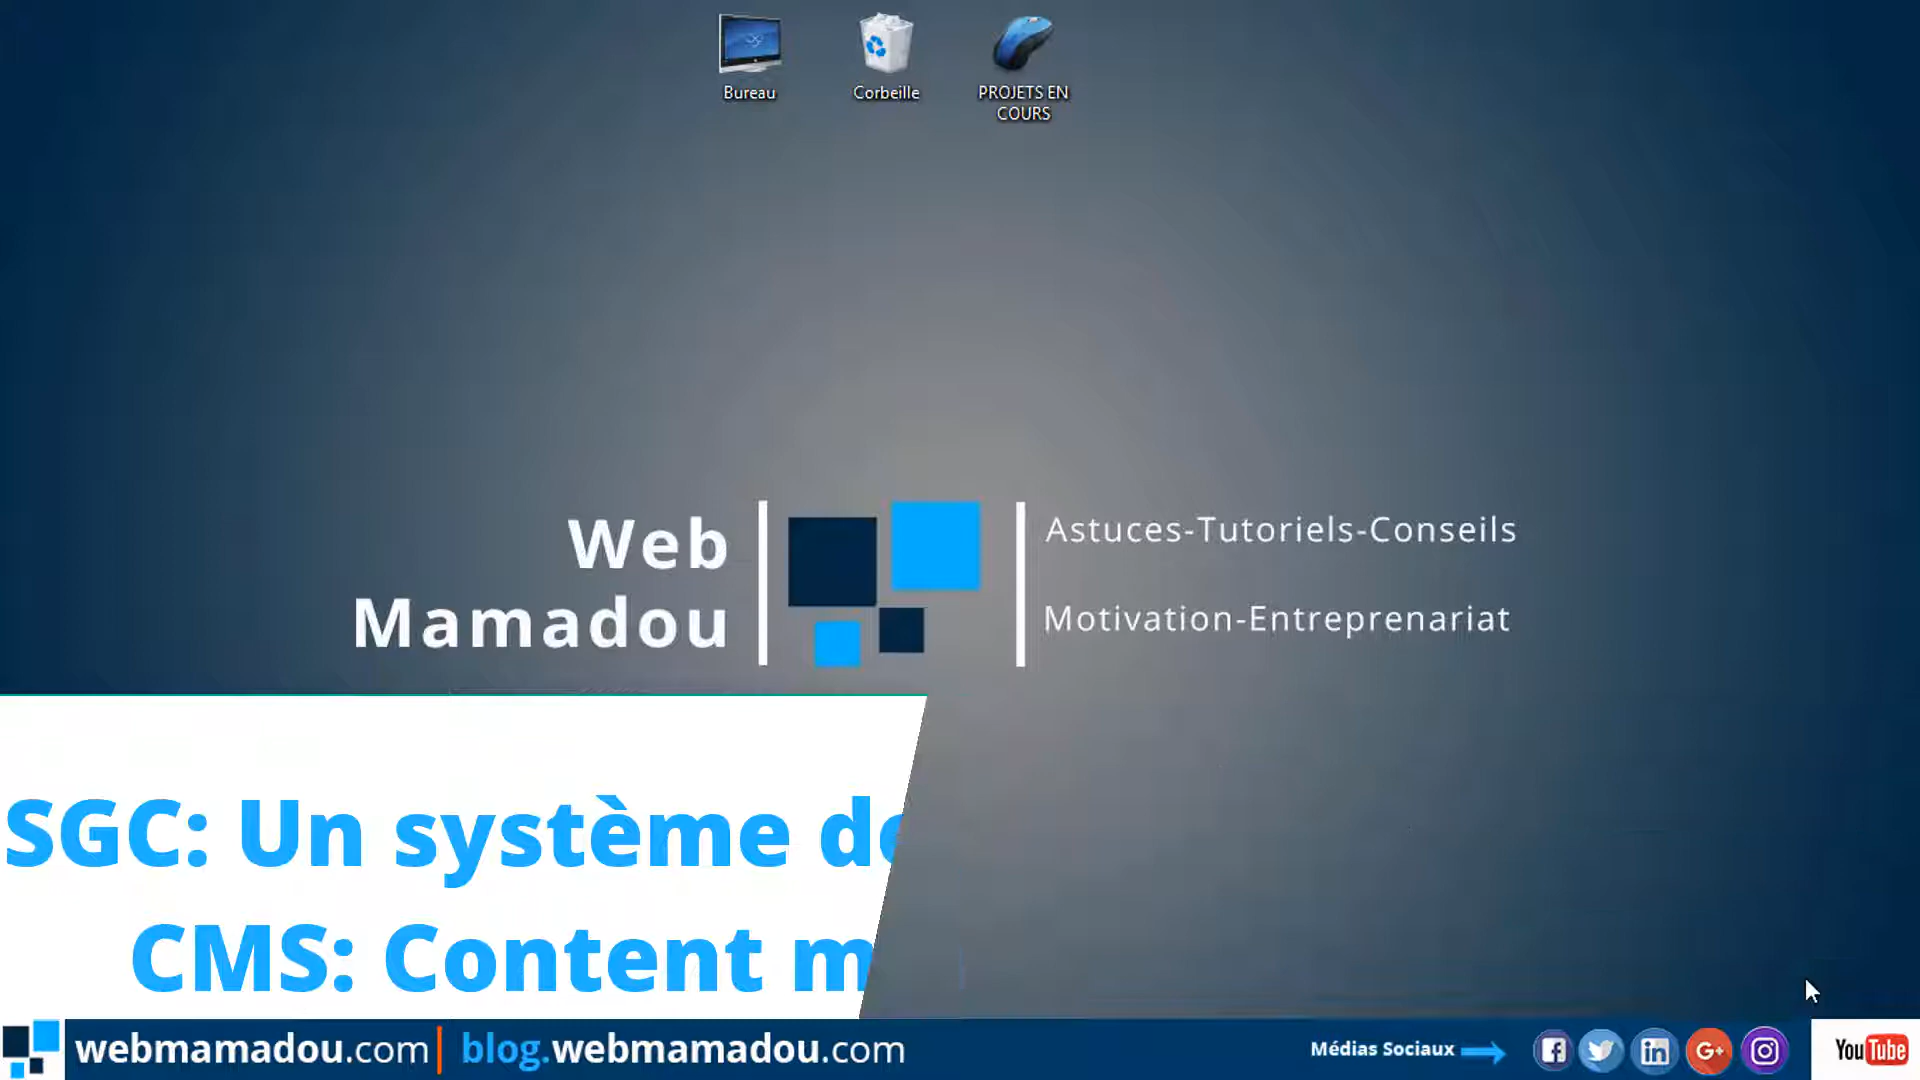 Bureau
Corbeille
PROJETS EN
COURS
Web
Mamadou
Astuces-Tutoriels-Conseils
Motivation-Entreprenariat
SGC: Un système de
CMS: Content m
webmamadou.com
blog.webmamadou.com
Médias Sociaux
YouTube